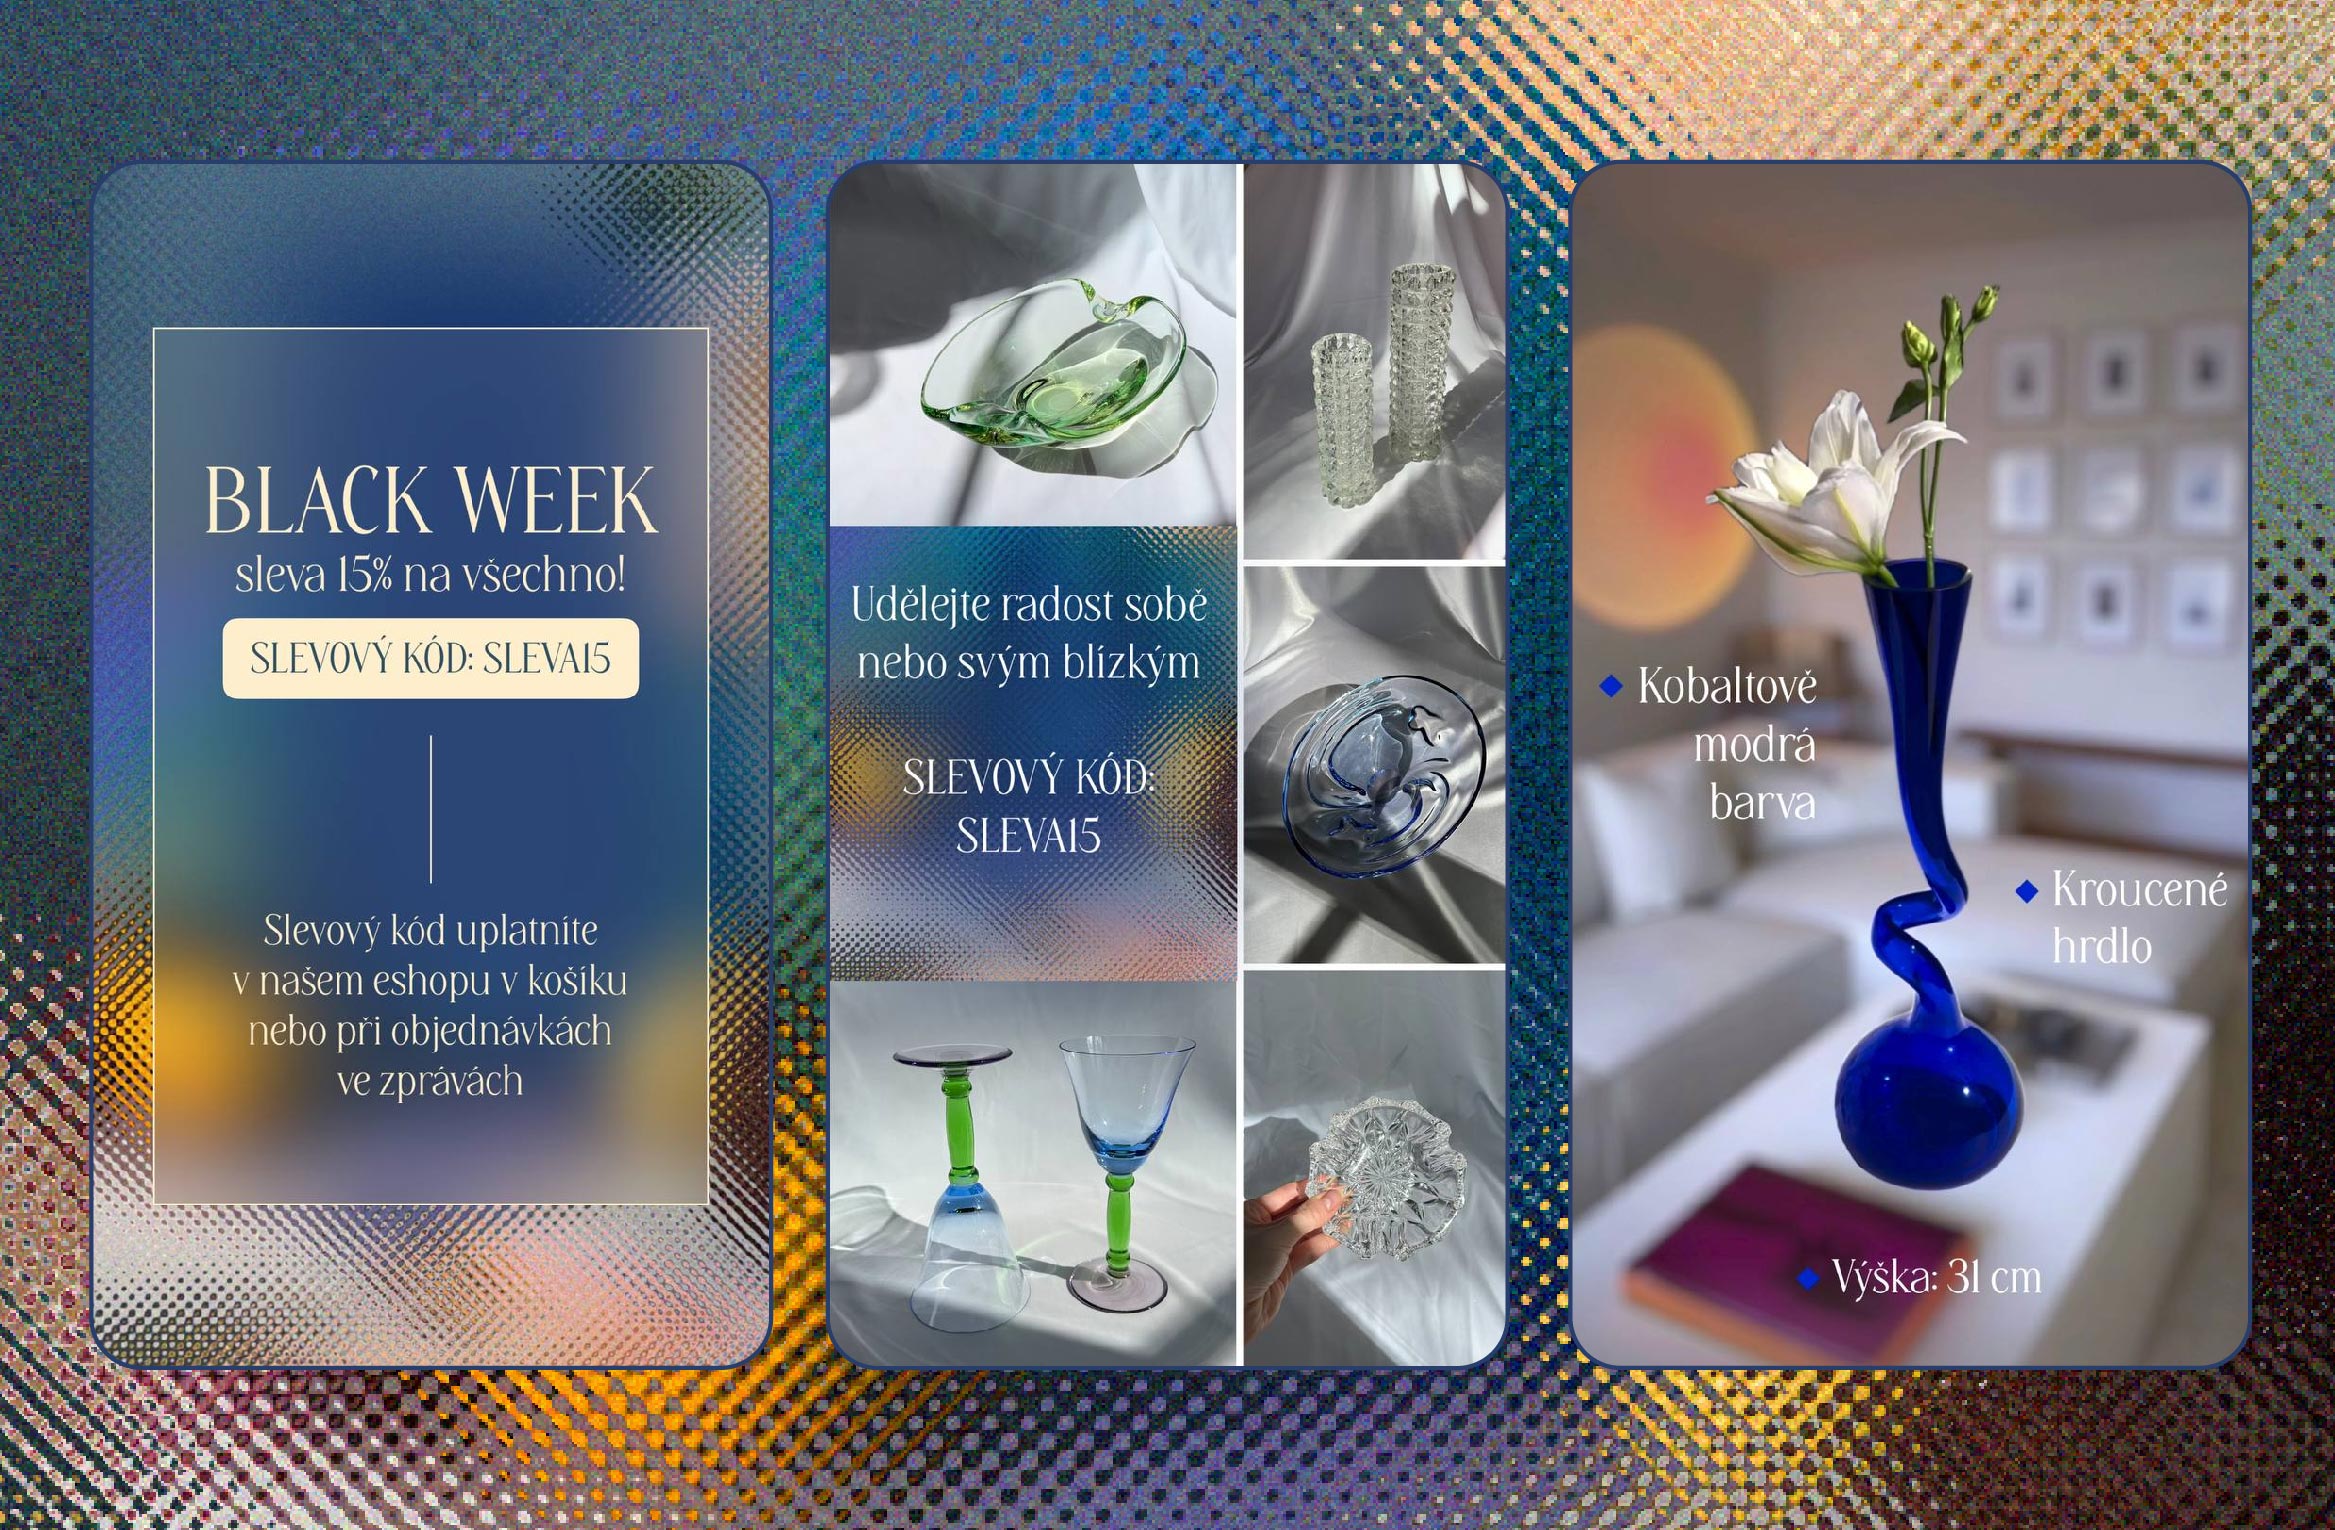 BLACK WEEK
sleva 15% na všechno!
SLEVOVÝ KÓD: SLEVA15
Slevový kód uplatníte
v našem eshopu v košíku
nebo při objednávkách
ve zprávách
Udělejte radost sobě
nebo svým blízkým
SLEVOVÝ KÓD:
SLEVA15
Kobaltově
modrá
barva
Kroucené
hrdlo
Výška: 31 cm